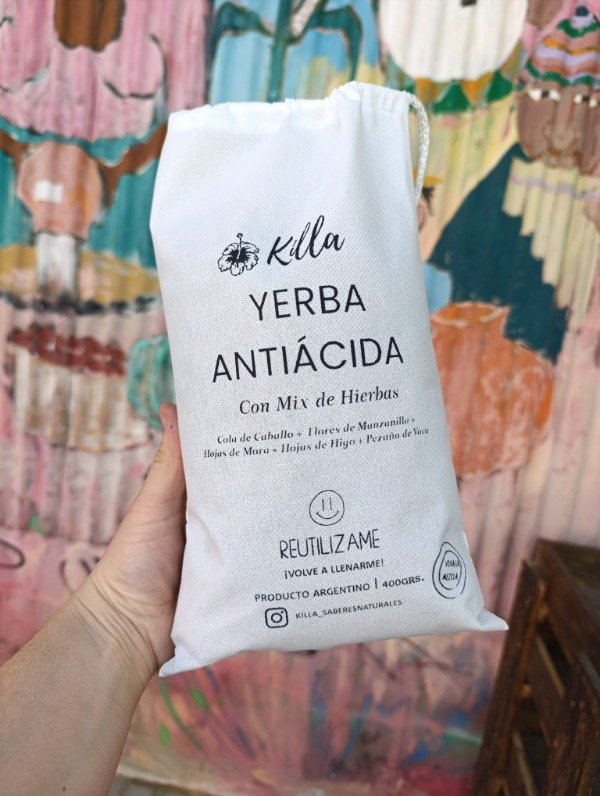 Killa
YERBA
ANTIÁCIDA
Con Mix de Hierbas
Cola de Caballo + Flores de Manzanilla +
Hojas de Mora + Hojas de Higo + Pezuña de Vaca
REUTILIZAME
¡VOLVE A LLENARME!
PRODUCTO ARGENTINO | 400GRS.
KILLA_SABERESNATURALES